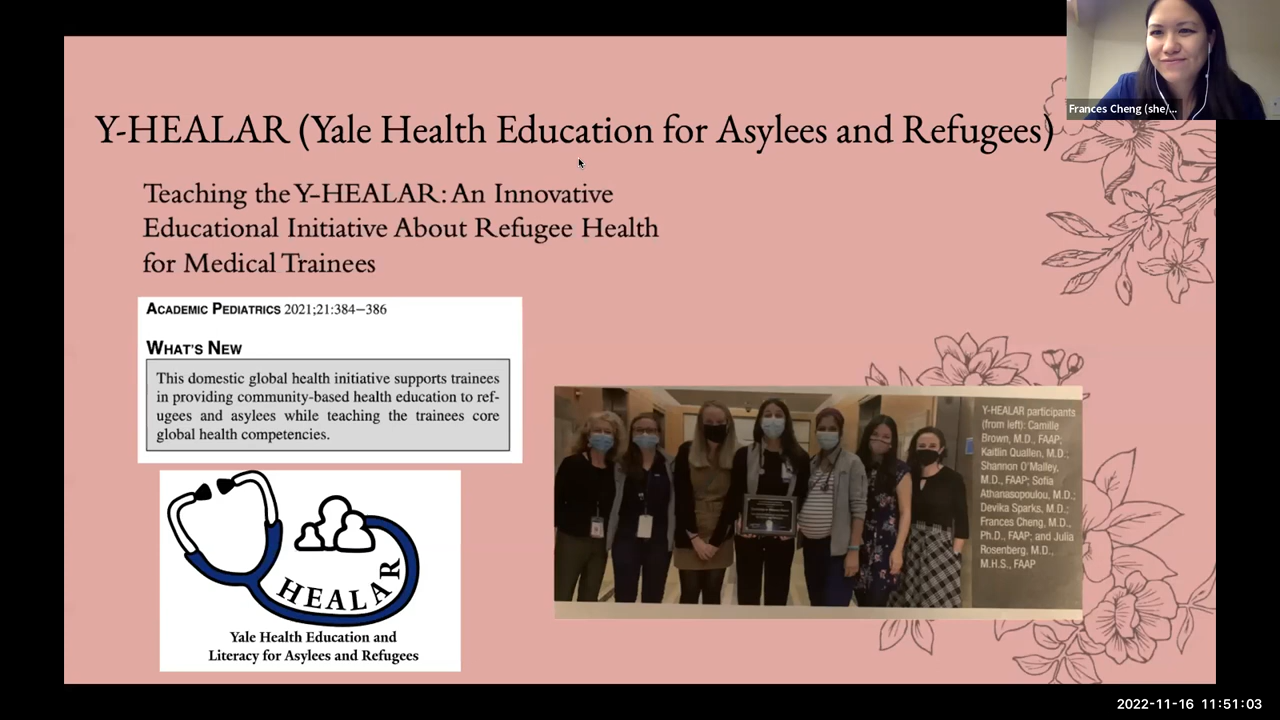 Frances Cheng (she/...
Y-HEALAR (Yale Health Education for Asylees and Refugees)
Teaching the Y-HEALAR: An Innovative
Educational Initiative About Refugee Health
for Medical Trainees
ACADEMIC PEDIATRICS 2021;21:384–386
WHAT'S NEW
This domestic global health initiative supports trainees
in providing community-based health education to ref-
ugees and asylees while teaching the trainees core
global health competencies.
HEALAR
Yale Health Education and
Literacy for Asylees and Refugees
Y-HEALAR participants
(from left): Camille
Brown, M.D., FAAP;
Kaitlin Quallen, M.D.;
Shannon O'Malley,
M.D., FAAP; Sofia
Athanasopoulou, M.D.;
Devika Sparks, M.D.;
Frances Cheng, M.D.,
Ph.D., FAAP; and Julia
Rosenberg, M.D.,
M.H.S., FAAP
2022-11-16 11:51:03